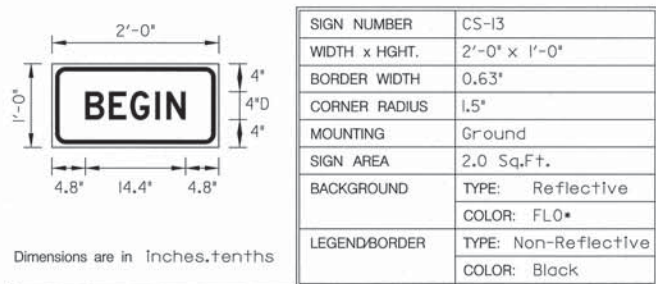 2'-0"
1'-0"
BEGIN
4"
4"D
4"
4.8" 14.4" 4.8"
Dimensions are in inches.tenths
SIGN NUMBER CS-13
WIDTH x HGHT. 2'-0" x 1'-0"
BORDER WIDTH 0.63"
CORNER RADIUS 1.5"
MOUNTING Ground
SIGN AREA 2.0 Sq.Ft.
BACKGROUND TYPE: Reflective
COLOR: FLO*
LEGEND/BORDER TYPE: Non-Reflective
COLOR: Black